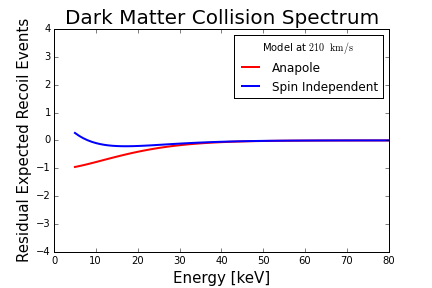 Dark Matter Collision Spectrum
Residual Expected Recoil Events
4
3
2
1
0
−1
−2
−3
−4
Model at 210 km/s
Anapole
Spin Independent
0 10 20 30 40 50 60 70 80
Energy [keV]